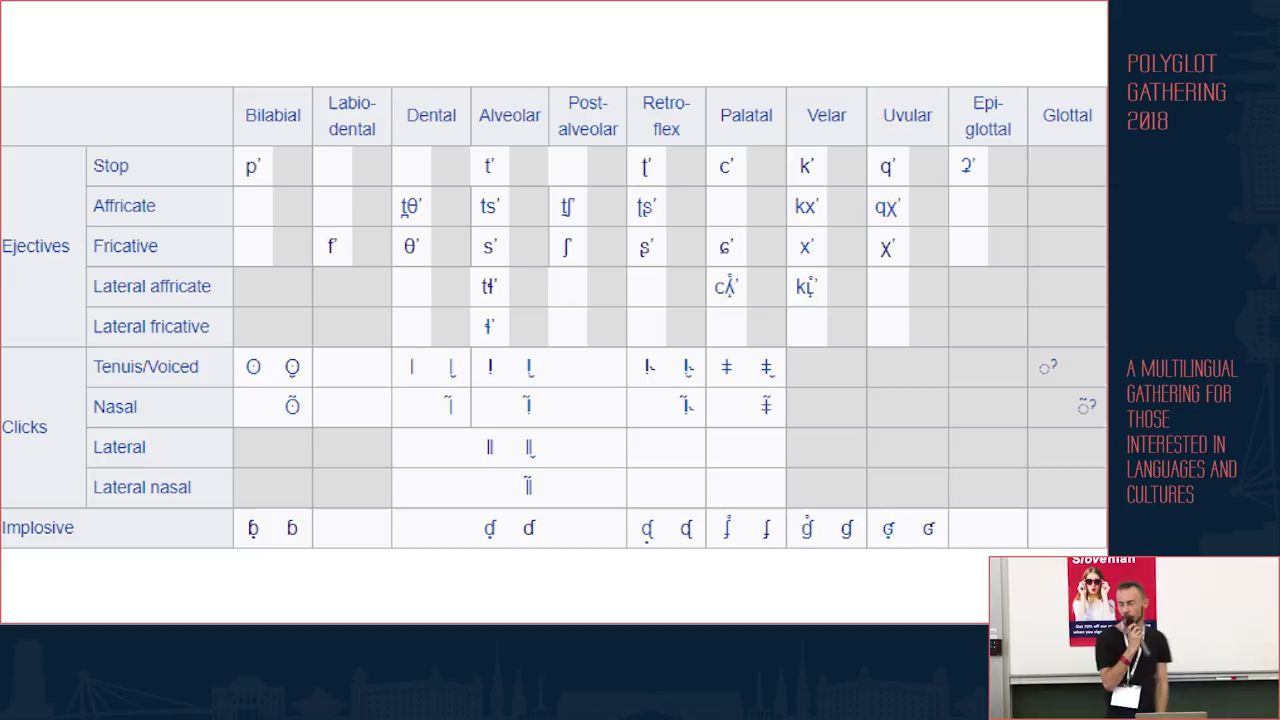 Bilabial Labio-dental Dental Alveolar Post-alveolar Retro-flex Palatal Velar Uvular Epi-glottal Glottal
Ejectives
Stop pʼ tʼ ʈʼ cʼ kʼ qʼ ʡʼ
Affricate t̪θʼ tsʼ t̠ʃʼ ʈʂʼ kxʼ qχʼ
Fricative fʼ θʼ sʼ ʃʼ ʂʼ ɕʼ xʼ χʼ
Lateral affricate tɬʼ cʎ̝̊ʼ kʟ̝̊ʼ
Lateral fricative ɬʼ
Clicks
Tenuis/Voiced ʘ ʘ̬ ǀ ǀ̬ ǃ ǃ̬ ǃ˞ ǃ̬˞ ǂ ǂ̬ ◌ˀ
Nasal ʘ̃ ǀ̃ ǃ̃ ǃ̃˞ ǂ̃ ◌̃ˀ
Lateral ǁ ǁ̬
Lateral nasal ǁ̃
Implosive ɓ̥ ɓ ɗ̥ ɗ ᶑ̥ ᶑ ʄ̊ ʄ ɠ̊ ɠ ʛ̥ ʛ
POLYGLOT
GATHERING
2018
A MULTILINGUAL
GATHERING FOR
THOSE
INTERESTED IN
LANGUAGES AND
CULTURES
Slovenian